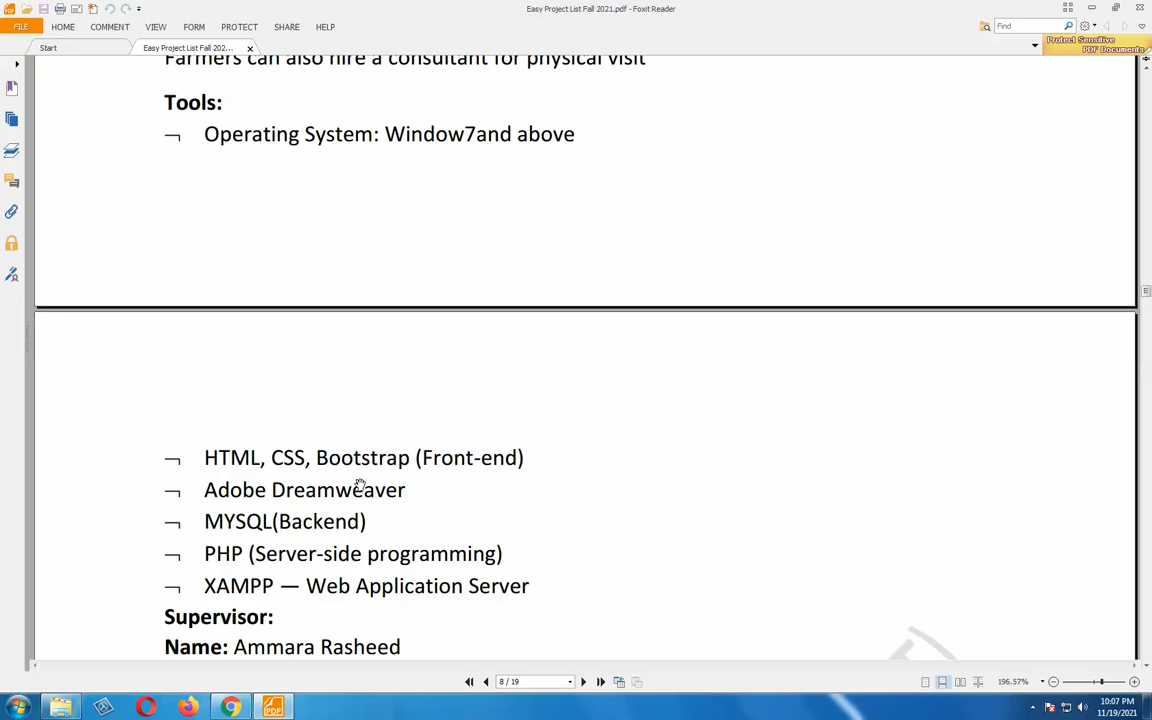 Easy Project List Fall 2021.pdf - Foxit Reader
FILE HOME COMMENT VIEW FORM PROTECT SHARE HELP
Find
Start Easy Project List Fall 202...
Protect Sensitive
PDF Documents
Farmers can also hire a consultant for physical visit
Tools:
¬ Operating System: Window7and above
¬ HTML, CSS, Bootstrap (Front-end)
¬ Adobe Dreamweaver
¬ MYSQL(Backend)
¬ PHP (Server-side programming)
¬ XAMPP — Web Application Server
Supervisor:
Name: Ammara Rasheed
8 / 19
196.57%
10:07 PM
11/19/2021